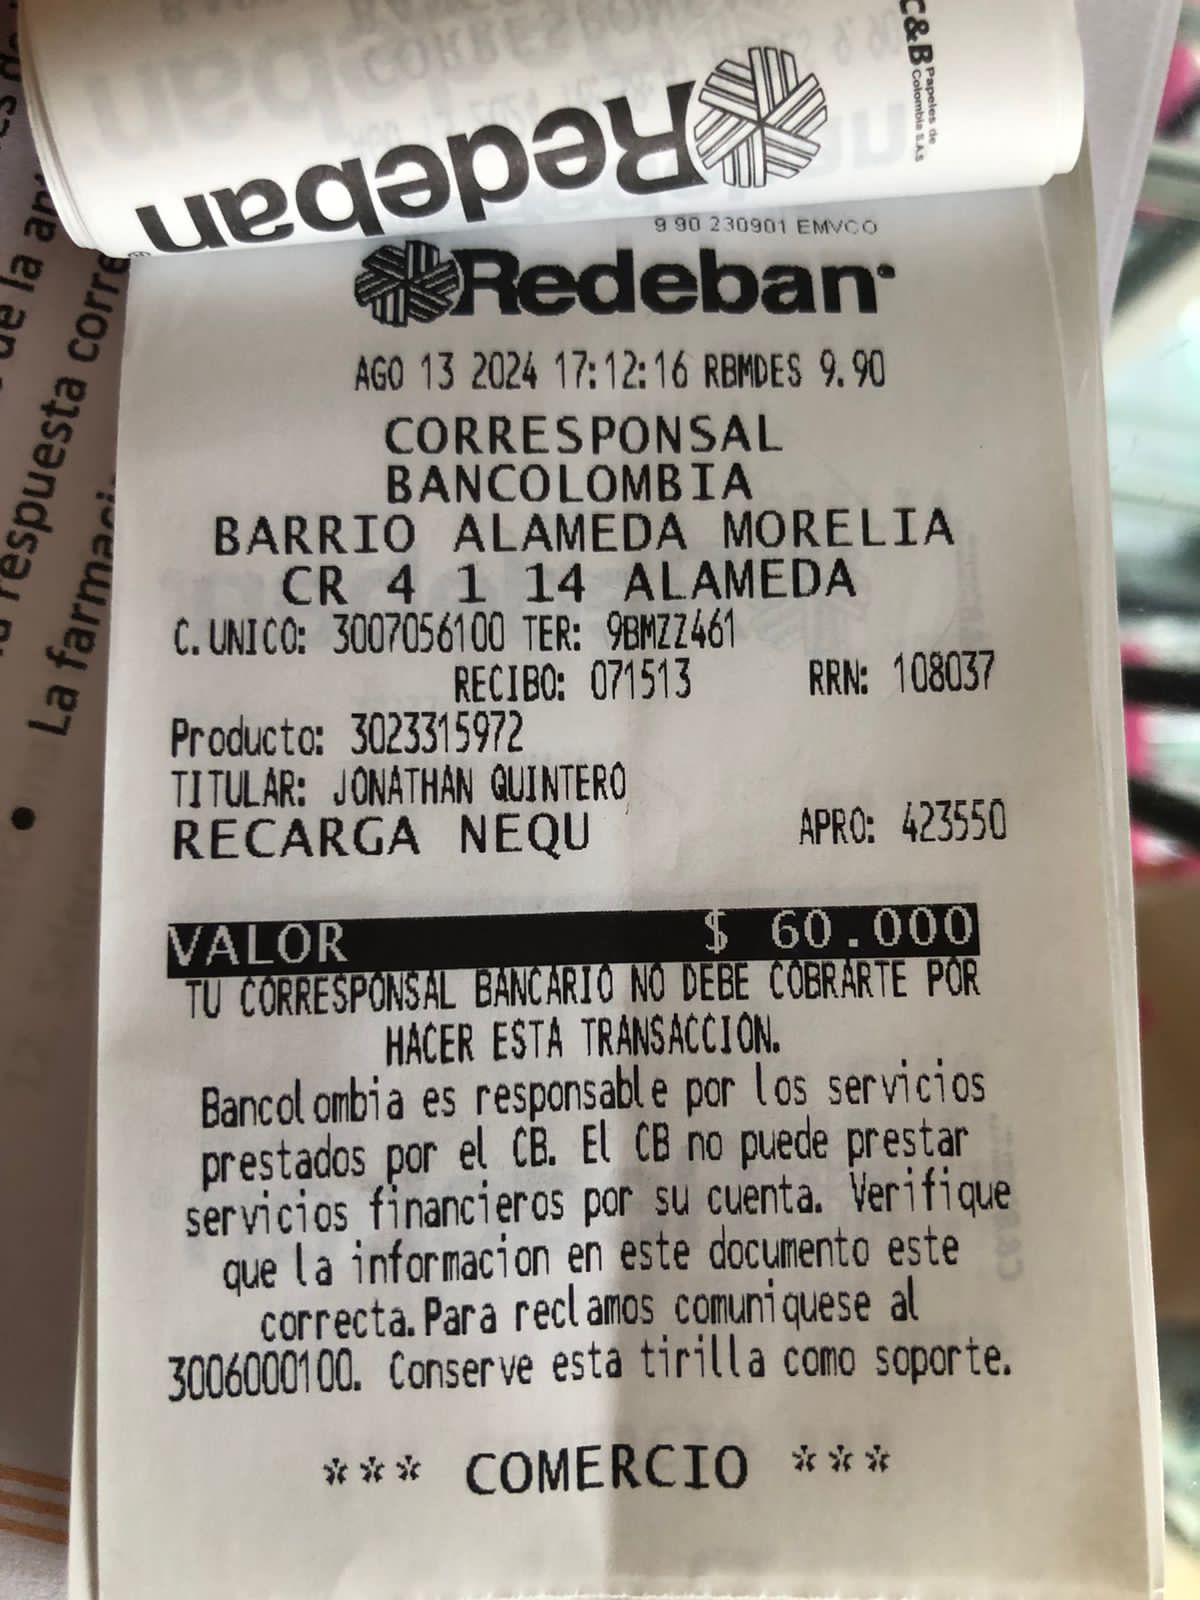 Redeban
C&B Papeles de
Colombia S.A.S
9 90 230901 EMVCO
Redeban
AGO 13 2024 17:12:16 RBMDES 9.90
CORRESPONSAL
BANCOLOMBIA
BARRIO ALAMEDA MORELIA
CR 4 1 14 ALAMEDA
C.UNICO: 3007056100 TER: 9BMZZ461
RECIBO: 071513 RRN: 108037
Producto: 3023315972
TITULAR: JONATHAN QUINTERO
RECARGA NEQU APRO: 423550
VALOR $ 60.000
TU CORRESPONSAL BANCARIO NO DEBE COBRARTE POR
HACER ESTA TRANSACCION.
Bancolombia es responsable por los servicios
prestados por el CB. El CB no puede prestar
servicios financieros por su cuenta. Verifique
que la informacion en este documento este
correcta.Para reclamos comuniquese al
3006000100. Conserve esta tirilla como soporte.
*** COMERCIO ***
de la
respuesta
La